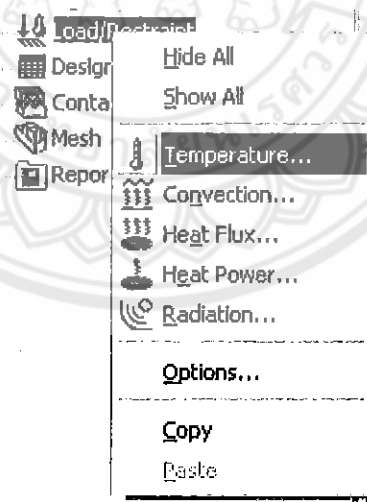 Load/Restraint
Design
Conta
Mesh
Repor
Hide All
Show All
Temperature...
Convection...
Heat Flux...
Heat Power...
Radiation...
Options...
Copy
Paste